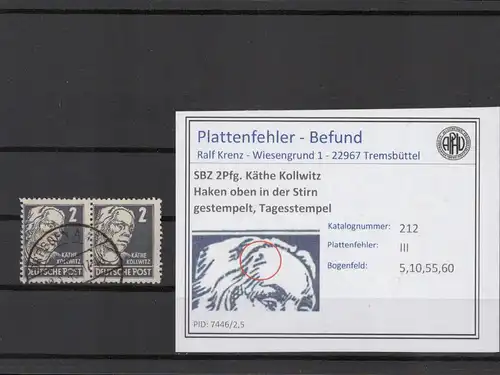 2
2
KÄTHE
KOLLWITZ
KÄTHE
KOLLWITZ
DEUTSCHE POST
DEUTSCHE POST
Plattenfehler - Befund
Ralf Krenz - Wiesengrund 1 - 22967 Tremsbüttel
SBZ 2Pfg. Käthe Kollwitz
Haken oben in der Stirn
gestempelt, Tagesstempel
Katalognummer: 212
Plattenfehler: III
Bogenfeld: 5,10,55,60
PID: 7446/2,5